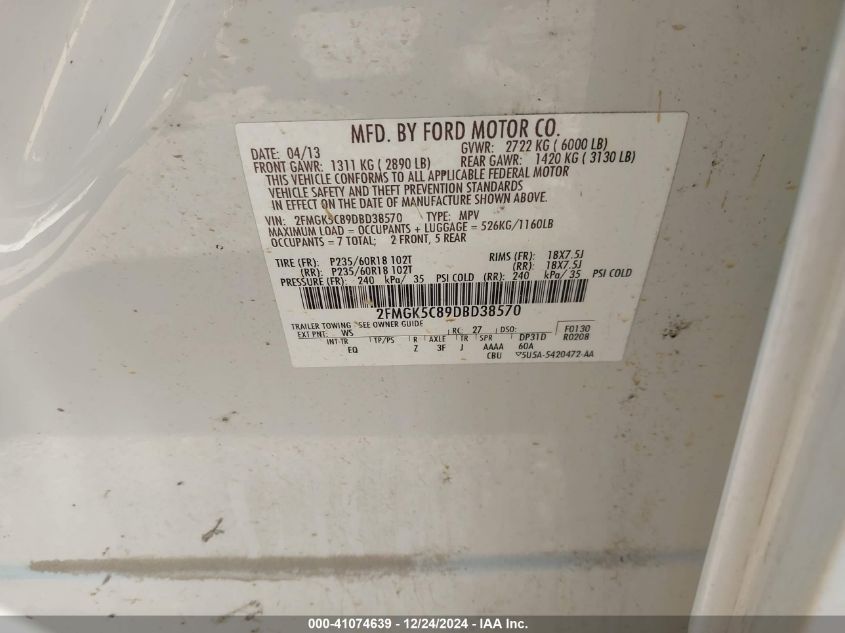 MFD. BY FORD MOTOR CO.
DATE: 04/13 GVWR: 2722 KG ( 6000 LB)
FRONT GAWR: 1311 KG ( 2890 LB) REAR GAWR: 1420 KG ( 3130 LB)
THIS VEHICLE CONFORMS TO ALL APPLICABLE FEDERAL MOTOR
VEHICLE SAFETY AND THEFT PREVENTION STANDARDS
IN EFFECT ON THE DATE OF MANUFACTURE SHOWN ABOVE.
VIN: 2FMGK5C89DBD38570 TYPE: MPV
MAXIMUM LOAD = OCCUPANTS + LUGGAGE = 526KG/1160LB
OCCUPANTS = 7 TOTAL; 2 FRONT, 5 REAR
TIRE (FR): P235/60R18 102T RIMS (FR): 18X7.5J
(RR): P235/60R18 102T (RR): 18X7.5J
PRESSURE (FR): 240 kPa/ 35 PSI COLD (RR): 240 kPa/ 35 PSI COLD
2FMGK5C89DBD38570
TRAILER TOWING - SEE OWNER GUIDE
EXT PNT: WS RC: 27 DSO: F0130
INT TR TP/PS R AXLE TR SPR DP31D R0208
EQ Z 3F J AAAA 60A
CBU ▽5U5A-5420472-AA
000-41074639 - 12/24/2024 - IAA Inc.